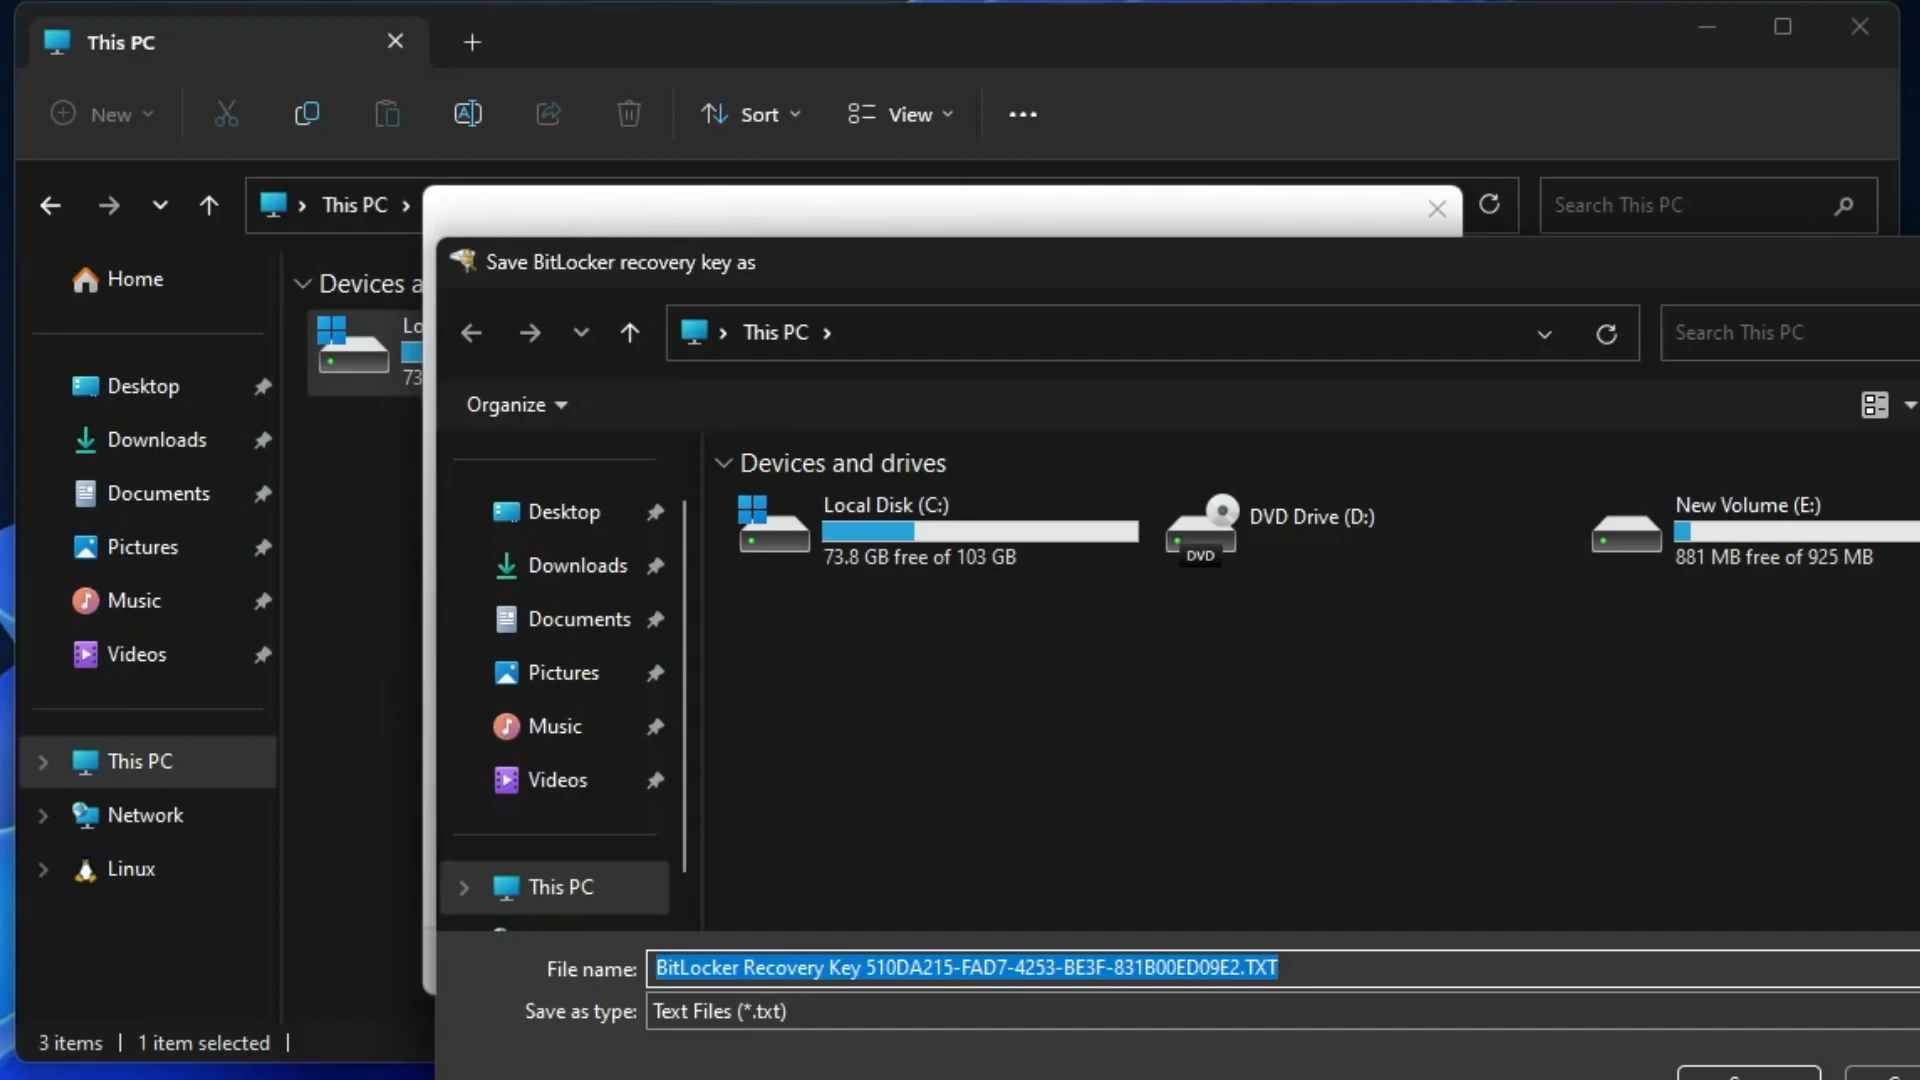 This PC
New
Sort
View
This PC
Search This PC
Home
Devices a
Lo
73
Desktop
Downloads
Documents
Pictures
Music
Videos
This PC
Network
Linux
3 items
1 item selected
Save BitLocker recovery key as
This PC
Search This PC
Organize
Desktop
Downloads
Documents
Pictures
Music
Videos
This PC
Devices and drives
Local Disk (C:)
73.8 GB free of 103 GB
DVD
DVD Drive (D:)
New Volume (E:)
881 MB free of 925 MB
File name: BitLocker Recovery Key 510DA215-FAD7-4253-BE3F-831B00ED09E2.TXT
Save as type: Text Files (*.txt)